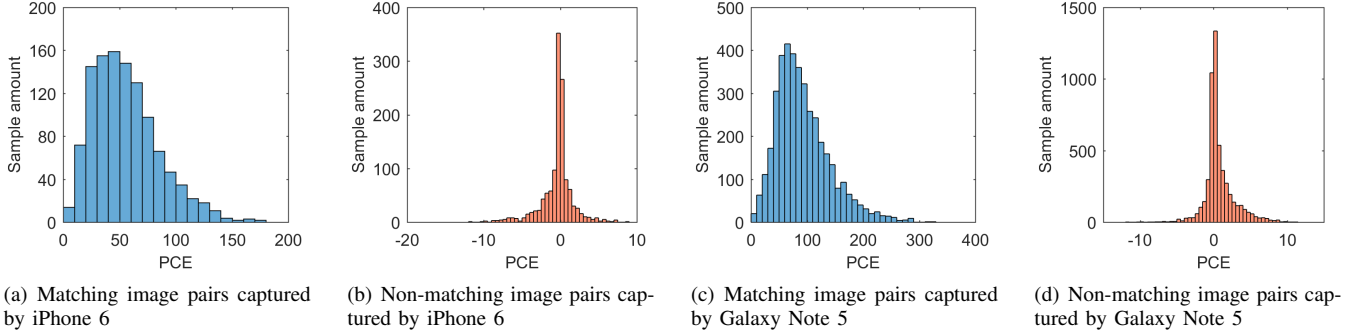 200
160
120
80
40
0
0 50 100 150 200
Sample amount
PCE
400
300
200
100
0
-20 -10 0 10
Sample amount
PCE
500
400
300
200
100
0
0 100 200 300 400
Sample amount
PCE
1500
1000
500
0
-10 0 10
Sample amount
PCE
(a) Matching image pairs captured
by iPhone 6
(b) Non-matching image pairs cap-
tured by iPhone 6
(c) Matching image pairs captured
by Galaxy Note 5
(d) Non-matching image pairs cap-
tured by Galaxy Note 5